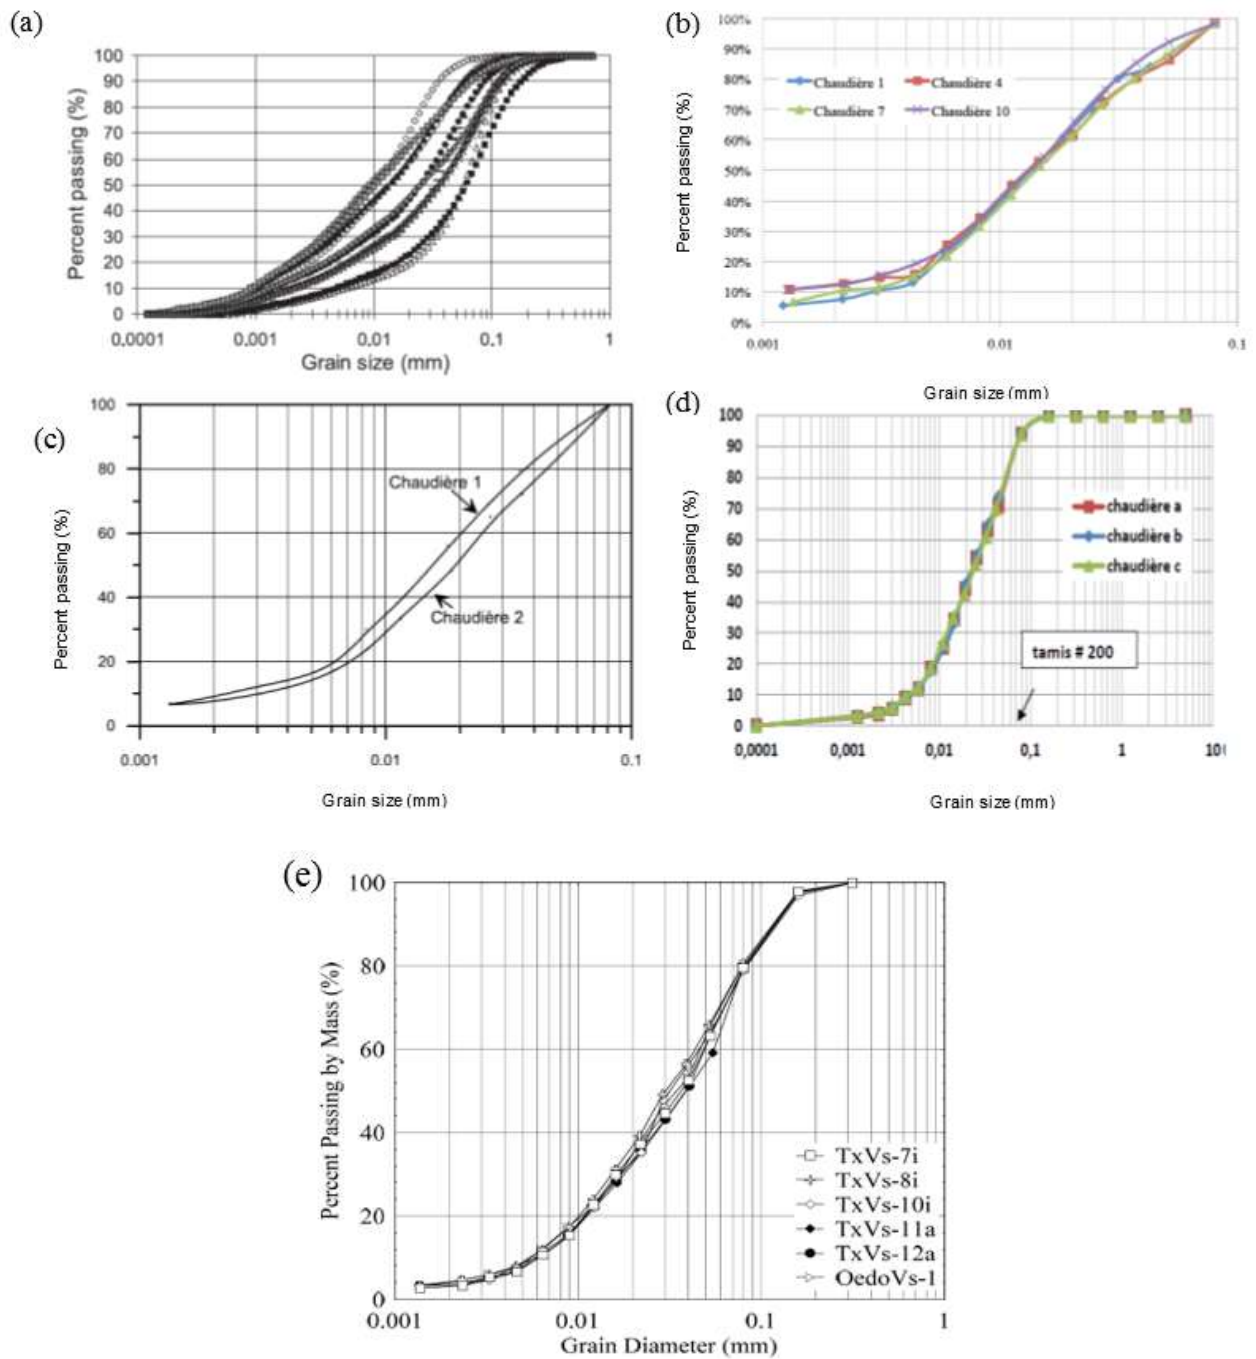 (a)
Percent passing (%)
100
90
80
70
60
50
40
30
20
10
0
0.0001
0.001
0.01
0.1
1
Grain size (mm)
(b)
Percent passing (%)
100%
90%
80%
70%
60%
50%
40%
30%
20%
10%
0%
Chaudière 1
Chaudière 4
Chaudière 7
Chaudière 10
0.001
0.01
0.1
Grain size (mm)
(c)
Percent passing (%)
100
80
60
40
20
0
Chaudière 1
Chaudière 2
0.001
0.01
0.1
Grain size (mm)
(d)
Percent passing (%)
100
90
80
70
60
50
40
30
20
10
0
chaudière a
chaudière b
chaudière c
tamis # 200
0,0001
0,001
0,01
0,1
1
10
Grain size (mm)
(e)
Percent Passing by Mass (%)
100
80
60
40
20
0
TxVs-7i
TxVs-8i
TxVs-10i
TxVs-11a
TxVs-12a
OedoVs-1
0.001
0.01
0.1
1
Grain Diameter (mm)